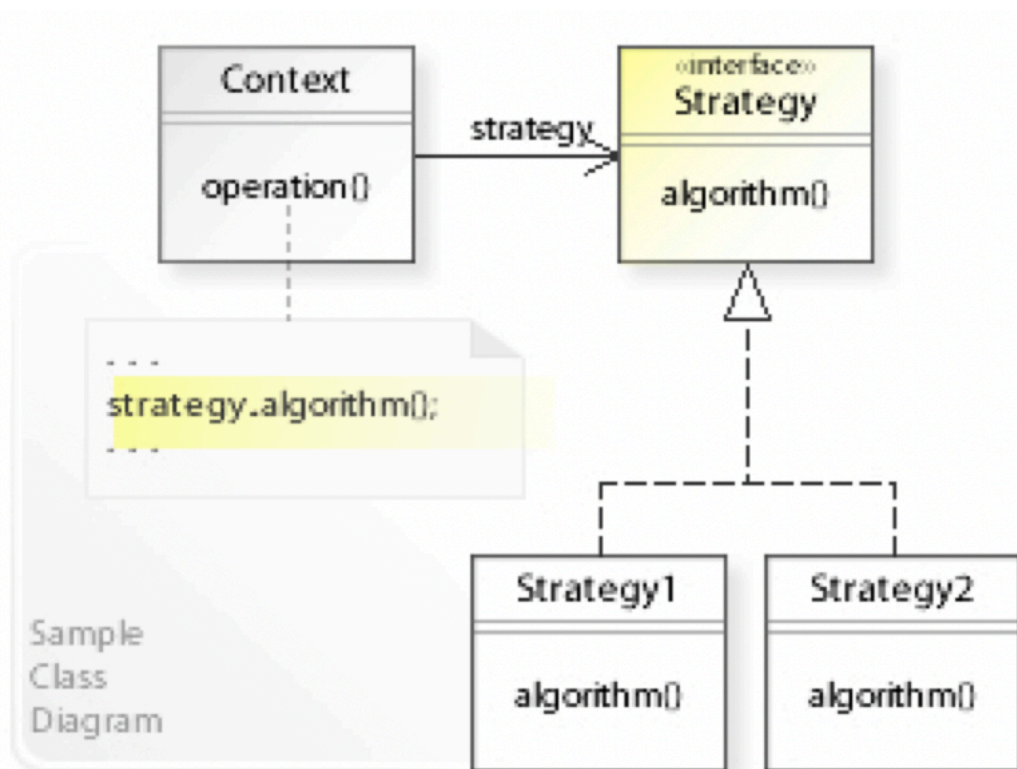 Context
operation()
strategy
«interface»
Strategy
algorithm()
- - -
strategy.algorithm();
- - -
Strategy1
algorithm()
Strategy2
algorithm()
Sample
Class
Diagram